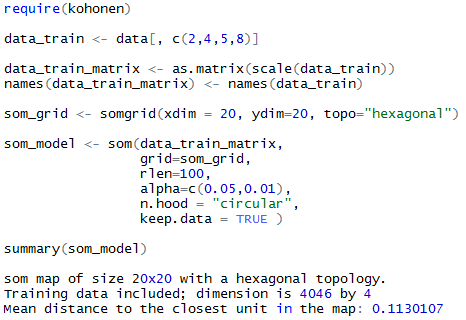 require(kohonen)
data_train <- data[, c(2,4,5,8)]
data_train_matrix <- as.matrix(scale(data_train))
names(data_train_matrix) <- names(data_train)
som_grid <- somgrid(xdim = 20, ydim=20, topo="hexagonal")
som_model <- som(data_train_matrix,
grid=som_grid,
rlen=100,
alpha=c(0.05,0.01),
n.hood = "circular",
keep.data = TRUE )
summary(som_model)
som map of size 20x20 with a hexagonal topology.
Training data included; dimension is 4046 by 4
Mean distance to the closest unit in the map: 0.1130107